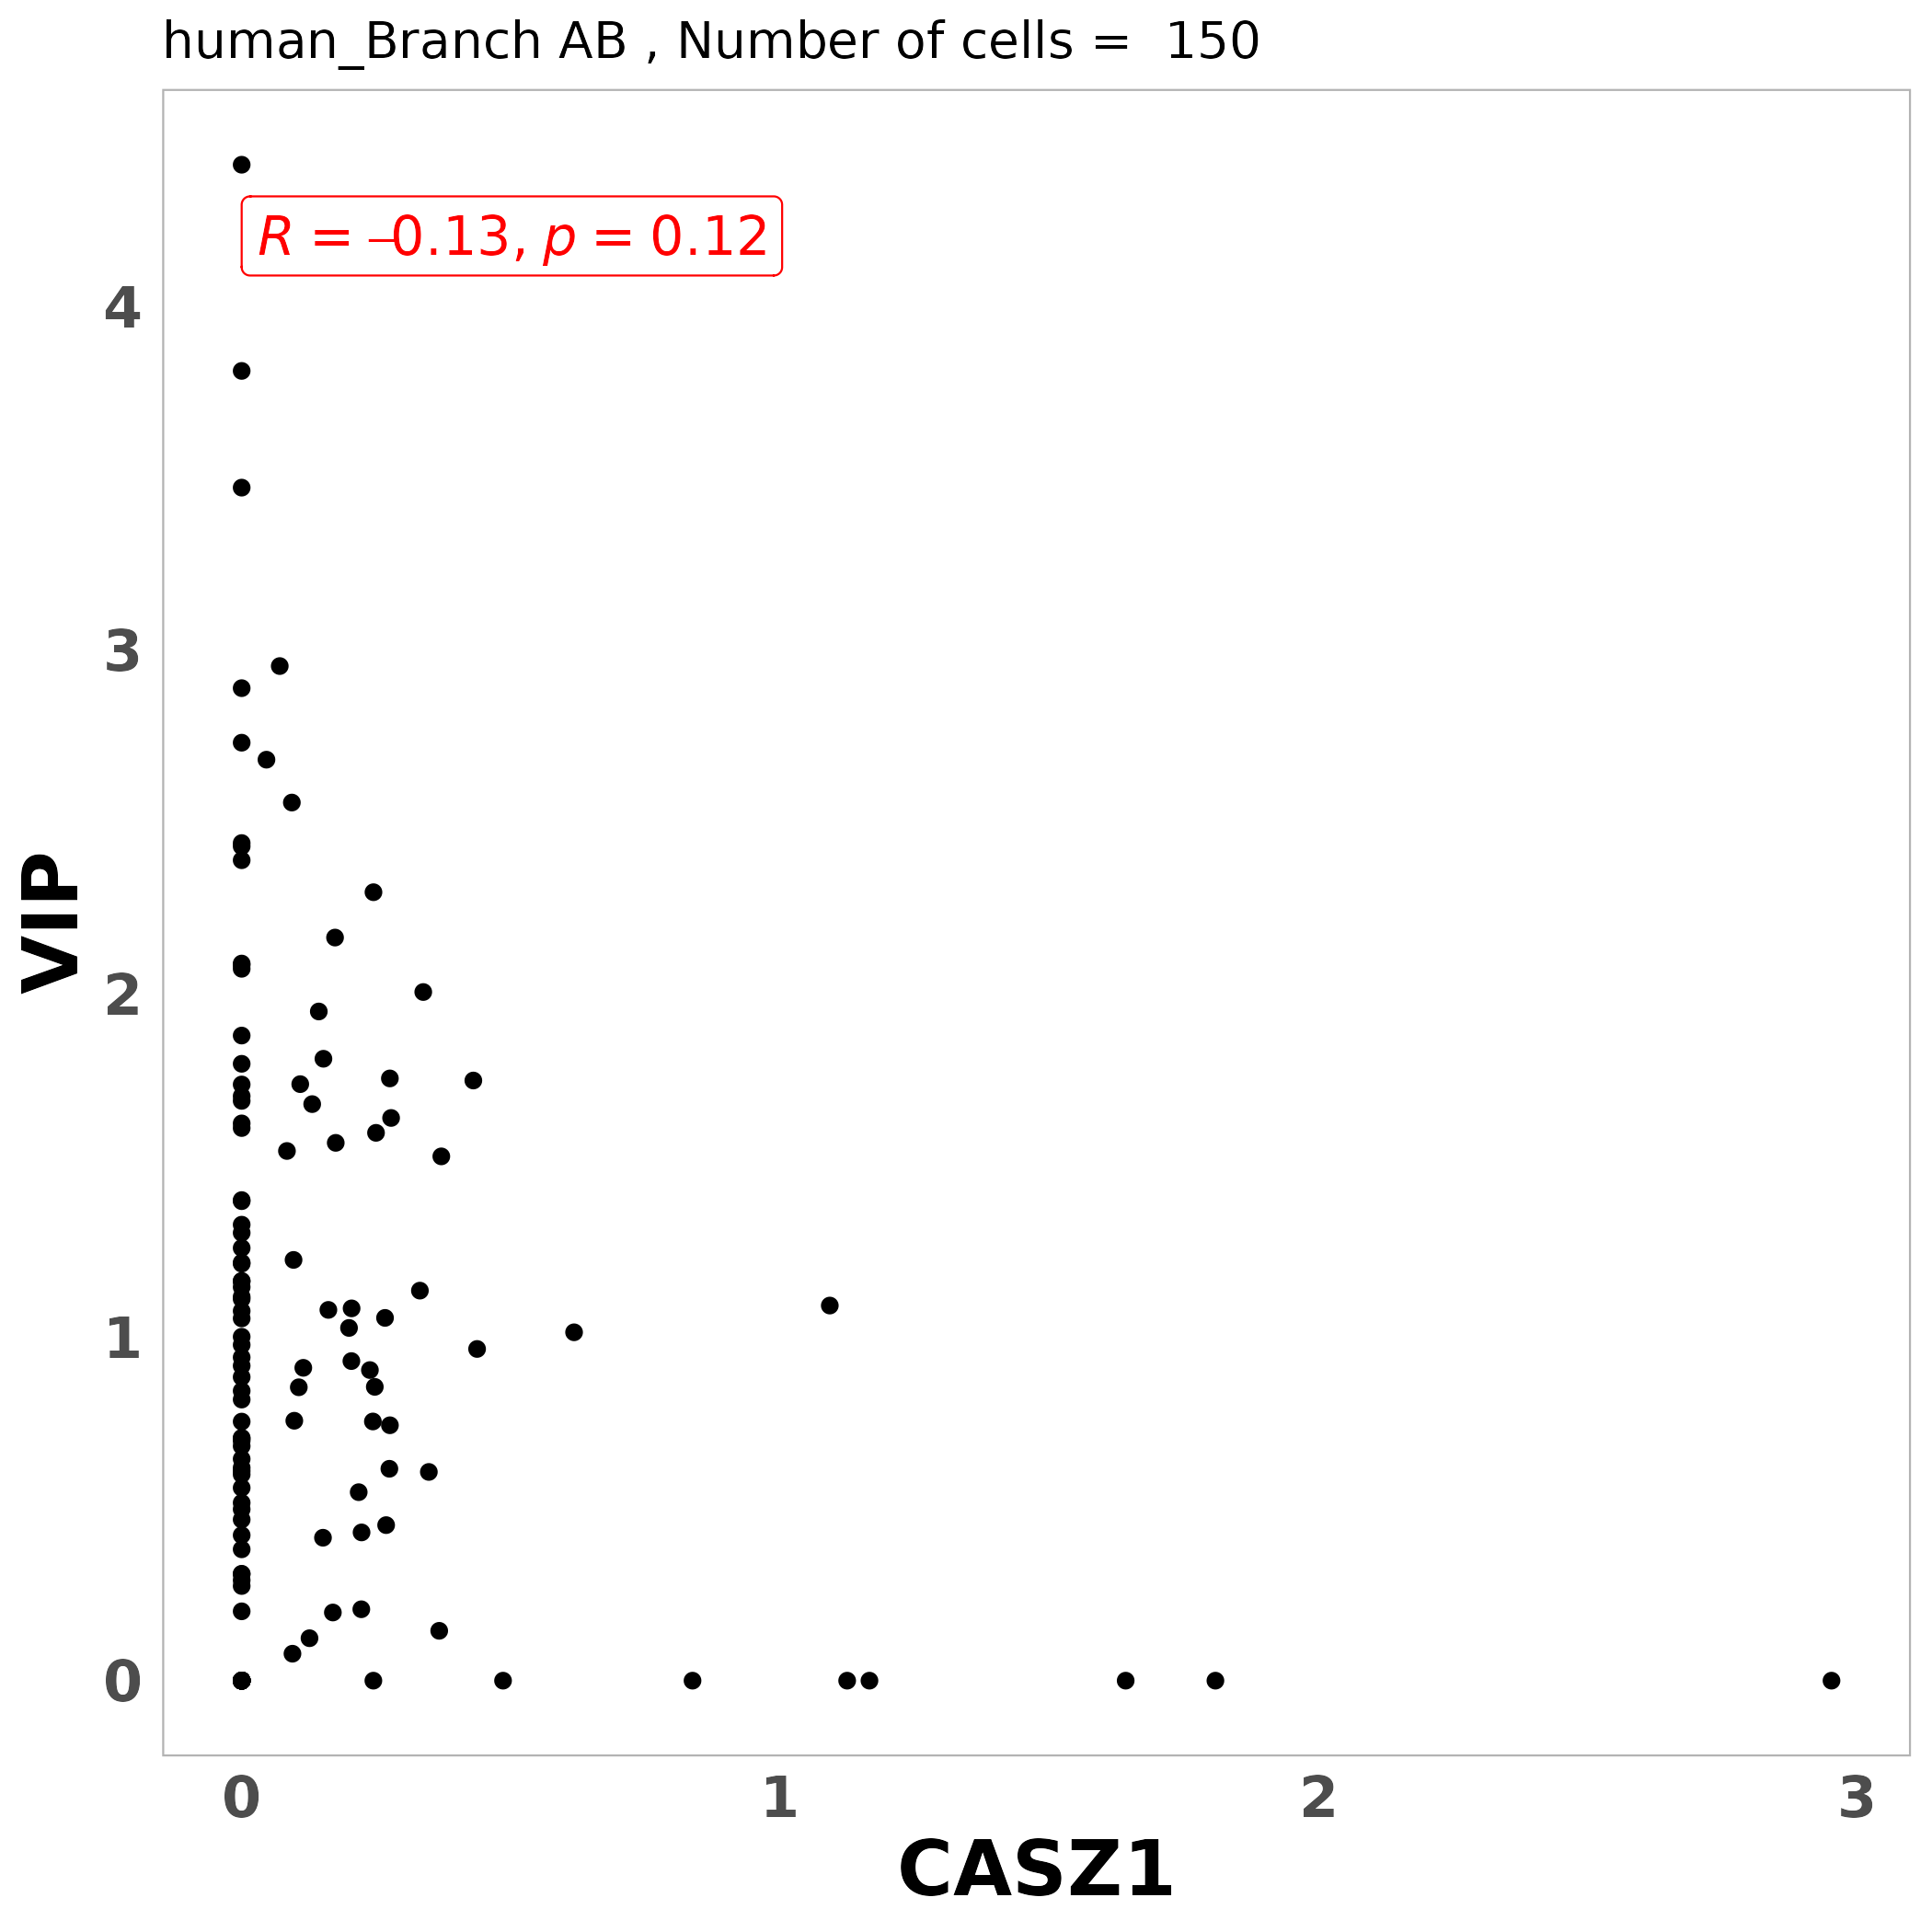 human_Branch AB , Number of cells =  150
R = –0.13, p = 0.12
4
3
2
1
0
VIP
0 1 2 3
CASZ1